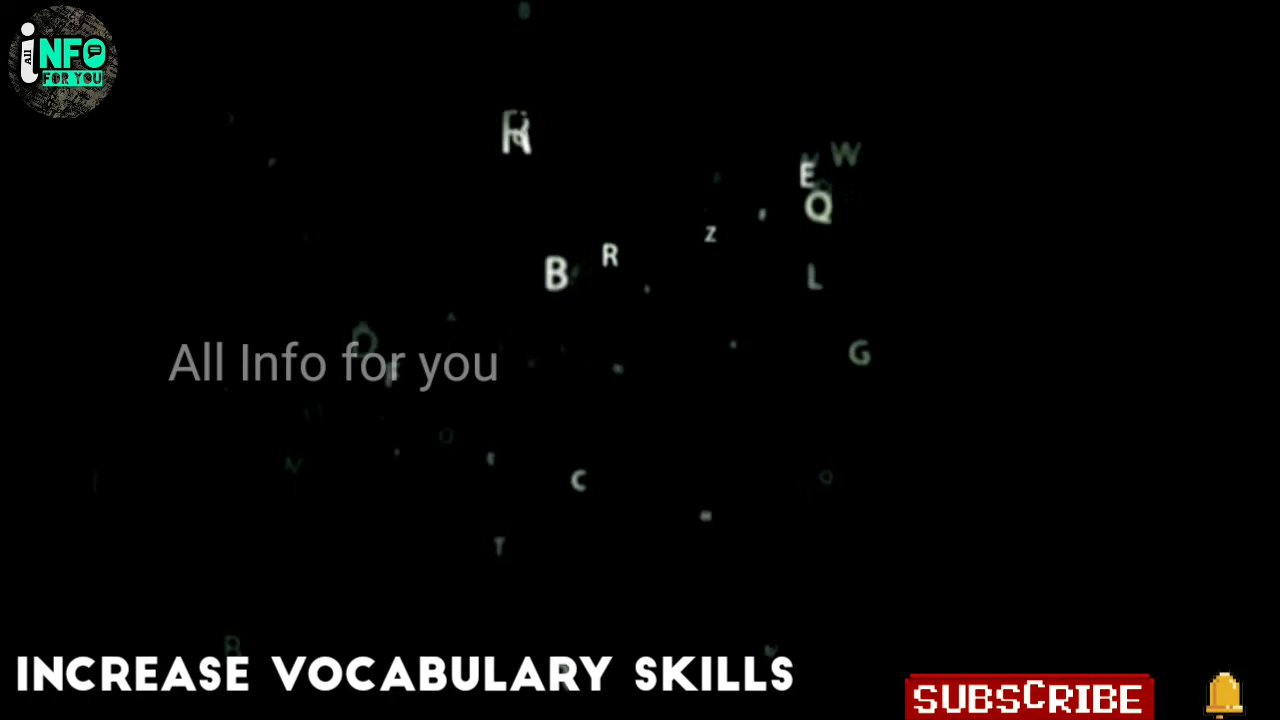 All
iNFO
FOR YOU
R
W
E
Q
Z
R
B
L
G
All Info for you
C
T
INCREASE VOCABULARY SKILLS
SUBSCRIBE